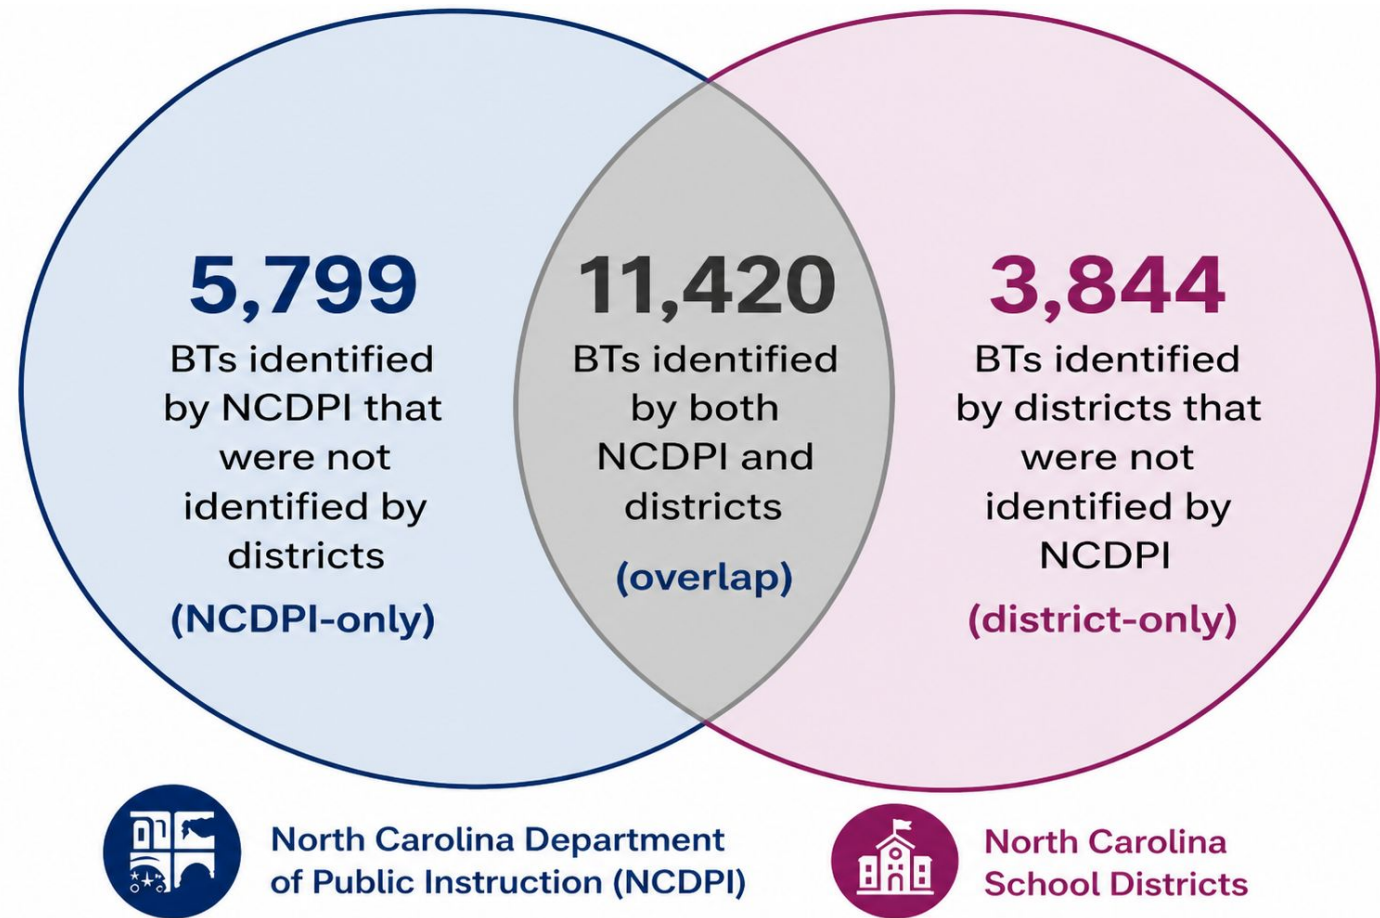 5,799
BTs identified
by NCDPI that
were not
identified by
districts
(NCDPI-only)
11,420
BTs identified
by both
NCDPI and
districts
(overlap)
3,844
BTs identified
by districts that
were not
identified by
NCDPI
(district-only)
North Carolina Department
of Public Instruction (NCDPI)
North Carolina
School Districts